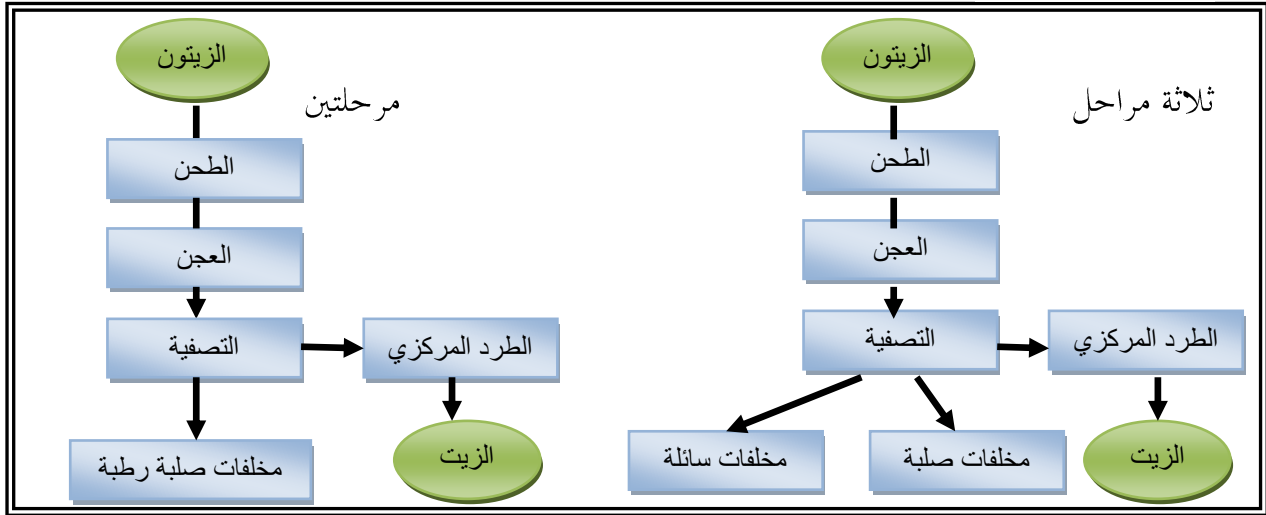 الزيتون
ثلاثة مراحل
الطحن
العجن
التصفية
الطرد المركزي
الزيت
مخلفات صلبة
مخلفات سائلة
الزيتون
مرحلتين
الطحن
العجن
التصفية
الطرد المركزي
الزيت
مخلفات صلبة رطبة